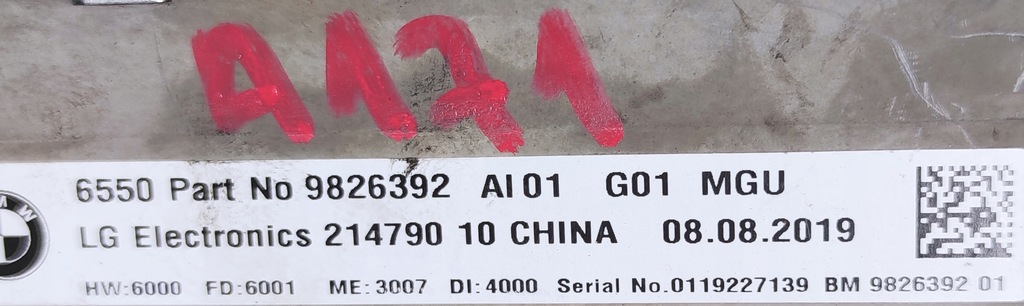 A171
6550 Part No 9826392 AI01 G01 MGU
LG Electronics 214790 10 CHINA 08.08.2019
HW:6000 FD:6001 ME:3007 DI:4000 Serial No.0119227139 BM 9826392 01